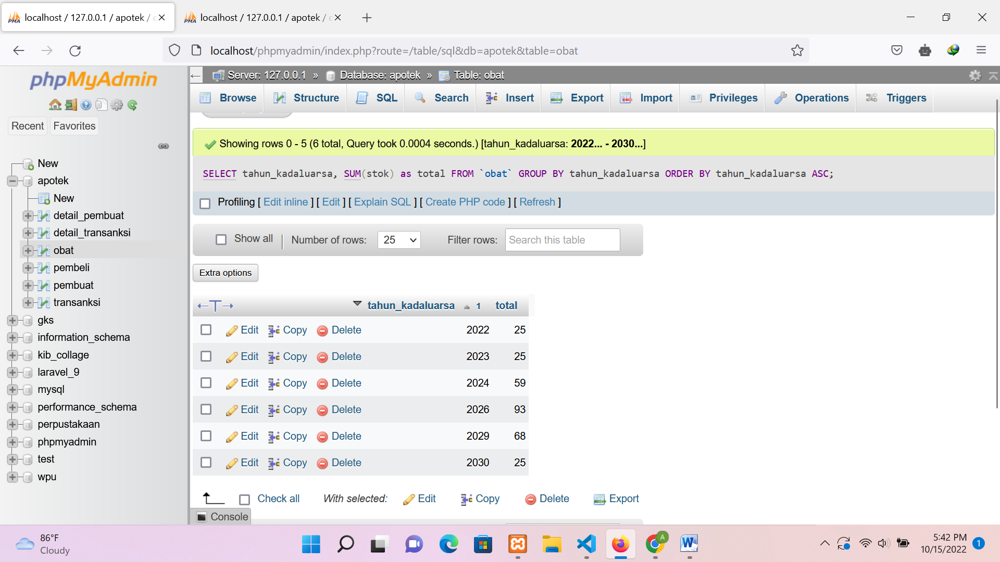 localhost / 127.0.0.1 / apotek /
localhost / 127.0.0.1 / apotek /
localhost/phpmyadmin/index.php?route=/table/sql&db=apotek&table=obat
phpMyAdmin
Recent Favorites
New
apotek
New
detail_pembuat
detail_transanksi
obat
pembeli
pembuat
transanksi
gks
information_schema
kib_collage
laravel_9
mysql
performance_schema
perpustakaan
phpmyadmin
test
wpu
Server: 127.0.0.1 » Database: apotek » Table: obat
Browse Structure SQL Search Insert Export Import Privileges Operations Triggers
Showing rows 0 - 5 (6 total, Query took 0.0004 seconds.) [tahun_kadaluarsa: 2022... - 2030...]
SELECT tahun_kadaluarsa, SUM(stok) as total FROM `obat` GROUP BY tahun_kadaluarsa ORDER BY tahun_kadaluarsa ASC;
Profiling [ Edit inline ] [ Edit ] [ Explain SQL ] [ Create PHP code ] [ Refresh ]
Show all | Number of rows: 25 Filter rows: Search this table
Extra options
←T→ tahun_kadaluarsa 1 total
Edit Copy Delete 2022 25
Edit Copy Delete 2023 25
Edit Copy Delete 2024 59
Edit Copy Delete 2026 93
Edit Copy Delete 2029 68
Edit Copy Delete 2030 25
Check all With selected: Edit Copy Delete Export
Console
86°F
Cloudy
A
5:42 PM
10/15/2022
1